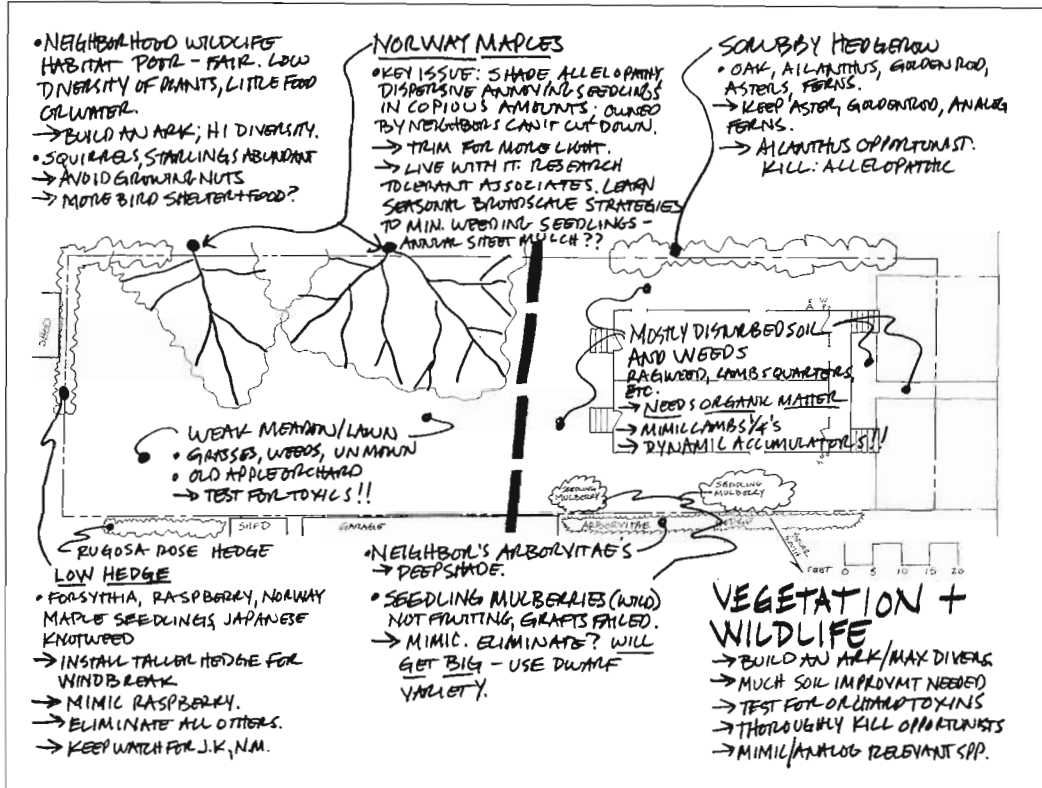 • NEIGHBORHOOD WILDLIFE
HABITAT POOR - FAIR. LOW
DIVERSITY OF PLANTS, LITTLE FOOD
OR WATER.
→ BUILD AN ARK; HI DIVERSITY.
• SQUIRRELS, STARLINGS ABUNDANT
→ AVOID GROWING NUTS
→ MORE BIRD SHELTER + FOOD?
NORWAY MAPLES
• KEY ISSUE: SHADE, ALLELOPATHY,
DISPERSIVE ANNOYING SEEDLINGS
IN COPIOUS AMOUNTS; OWNED
BY NEIGHBORS CAN'T CUT DOWN.
→ TRIM FOR MORE LIGHT.
→ LIVE WITH IT. RESEARCH
TOLERANT ASSOCIATES. LEARN
SEASONAL BROADSCALE STRATEGIES
TO MIN. WEEDING SEEDLINGS -
ANNUAL SHEET MULCH??
SCRUBBY HEDGEROW
• OAK, AILANTHUS, GOLDENROD,
ASTERS, FERNS.
→ KEEP ASTER, GOLDENROD, ANALOG
FERNS.
→ AILANTHUS OPPORTUNIST.
KILL: ALLELOPATHIC
SHED
MOSTLY DISTURBED SOIL
AND WEEDS
RAGWEED, LAMBSQUARTERS,
ETC.
→ NEEDS ORGANIC MATTER
→ MIMIC LAMBS 1/4's
→ DYNAMIC ACCUMULATORS!!
WEAK MEADOW/LAWN
• GRASSES, WEEDS, UNMOWN
• OLD APPLE ORCHARD
→ TEST FOR TOXICS!!
SEEDLING
MULBERRY
SEEDLING
MULBERRY
SHED
GARAGE
ARBORVITAE
HEDGE
RUGOSA ROSE HEDGE
LOW HEDGE
• FORSYTHIA, RASPBERRY, NORWAY
MAPLE SEEDLINGS, JAPANESE
KNOTWEED
→ INSTALL TALLER HEDGE FOR
WINDBREAK
→ MIMIC RASPBERRY.
→ ELIMINATE ALL OTHERS.
→ KEEP WATCH FOR J.K, N.M.
• NEIGHBOR'S ARBORVITAE'S
→ DEEP SHADE.
• SEEDLING MULBERRIES (WILD)
NOT FRUITING, GRAFTS FAILED.
→ MIMIC. ELIMINATE? WILL
GET BIG - USE DWARF
VARIETY.
FEET 0 5 10 15 20
VEGETATION +
WILDLIFE
→ BUILD AN ARK/MAX DIVERS
→ MUCH SOIL IMPROVMT NEEDED
→ TEST FOR ORCHARD TOXINS
→ THOROUGHLY KILL OPPORTUNISTS
→ MIMIC/ANALOG RELEVANT SPP.